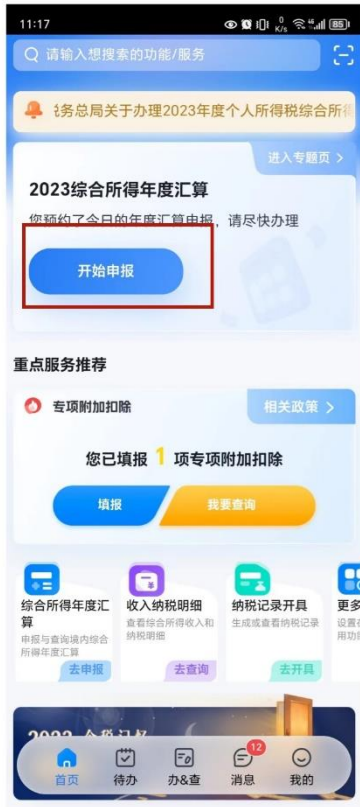 11:17
0 K/s 4G 85
请输入想搜索的功能/服务
务总局关于办理2023年度个人所得税综合所得
进入专题页 >
2023综合所得年度汇算
您预约了今日的年度汇算申报，请尽快办理
开始申报
重点服务推荐
专项附加扣除
相关政策 >
您已填报 1 项专项附加扣除
填报
我要查询
综合所得年度汇算
申报与查询境内综合所得年度汇算
去申报
收入纳税明细
查看综合所得收入和纳税明细
去查询
纳税记录开具
生成或查看纳税记录
去开具
更多
设置
用功
首页
待办
办&查
12
消息
我的